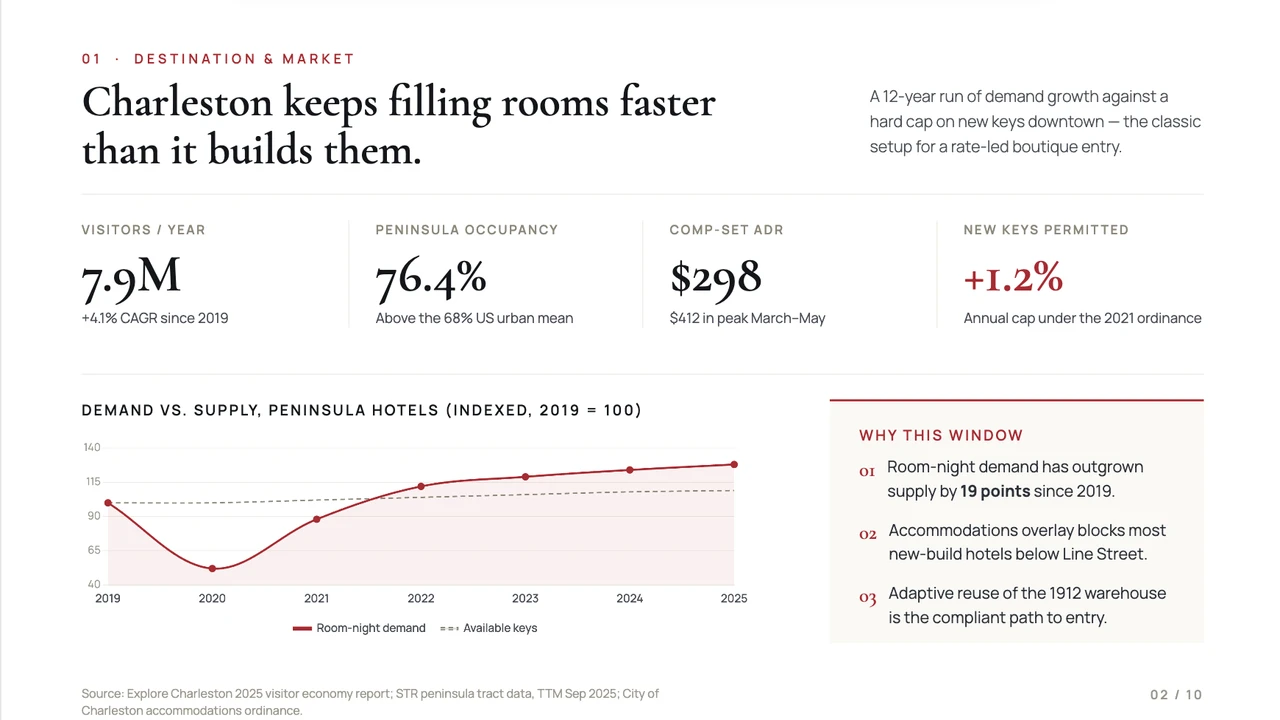 01 · DESTINATION & MARKET
Charleston keeps filling rooms faster
than it builds them.
A 12-year run of demand growth against a
hard cap on new keys downtown — the classic
setup for a rate-led boutique entry.
VISITORS / YEAR
7.9M
+4.1% CAGR since 2019
PENINSULA OCCUPANCY
76.4%
Above the 68% US urban mean
COMP-SET ADR
$298
$412 in peak March–May
NEW KEYS PERMITTED
+1.2%
Annual cap under the 2021 ordinance
DEMAND VS. SUPPLY, PENINSULA HOTELS (INDEXED, 2019 = 100)
140
115
90
65
40
2019 2020 2021 2022 2023 2024 2025
Room-night demand Available keys
WHY THIS WINDOW
01 Room-night demand has outgrown
supply by 19 points since 2019.
02 Accommodations overlay blocks most
new-build hotels below Line Street.
03 Adaptive reuse of the 1912 warehouse
is the compliant path to entry.
Source: Explore Charleston 2025 visitor economy report; STR peninsula tract data, TTM Sep 2025; City of
Charleston accommodations ordinance.
02 / 10